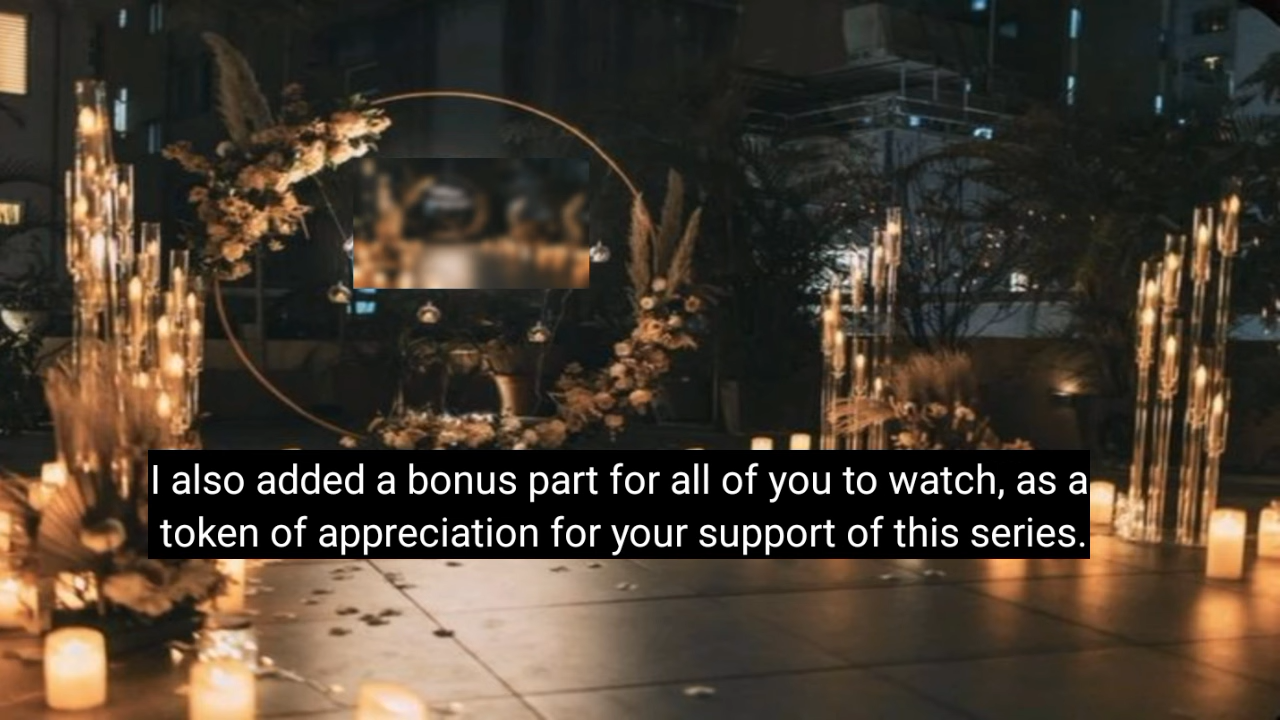 I also added a bonus part for all of you to watch, as a
token of appreciation for your support of this series.